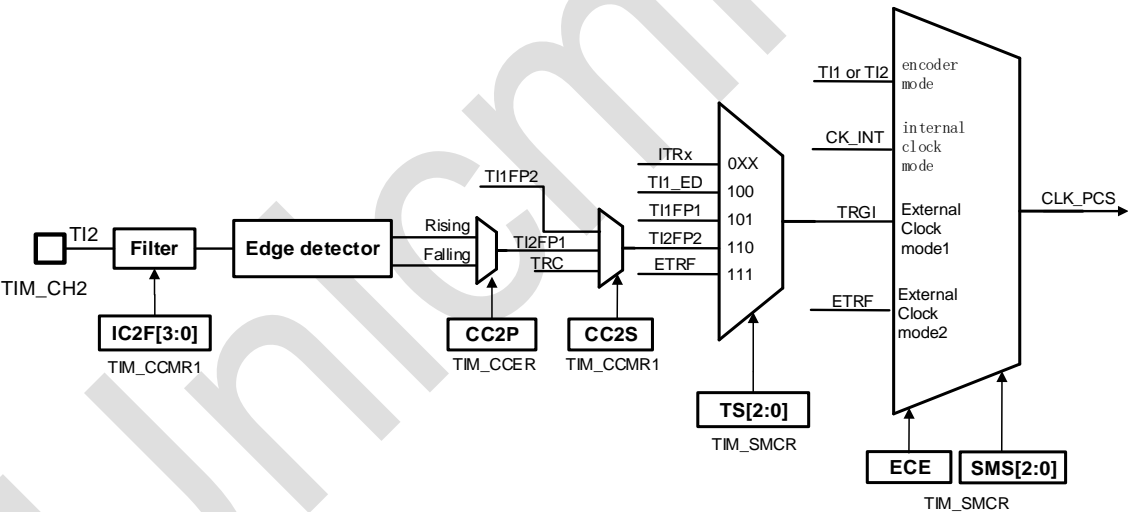 TI2
TIM_CH2
Filter
IC2F[3:0]
TIM_CCMR1
Edge detector
Rising
Falling
CC2P
TIM_CCER
TI1FP2
TI2FP1
TRC
CC2S
TIM_CCMR1
ITRx
TI1_ED
TI1FP1
TI2FP2
ETRF
0XX
100
101
110
111
TS[2:0]
TIM_SMCR
TI1 or TI2
CK_INT
TRGI
ETRF
encoder
mode
internal
clock
mode
External
Clock
mode1
External
Clock
mode2
ECE
SMS[2:0]
TIM_SMCR
CLK_PCS